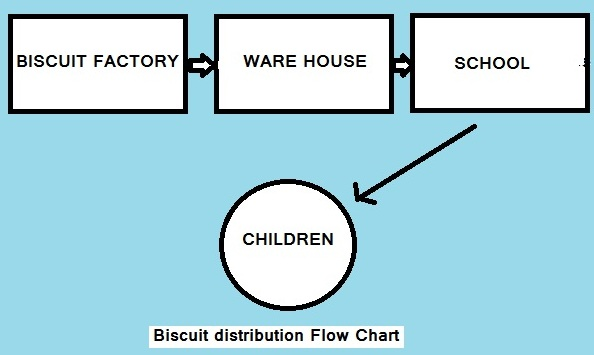 BISCUIT FACTORY
WARE HOUSE
SCHOOL
CHILDREN
Biscuit distribution Flow Chart